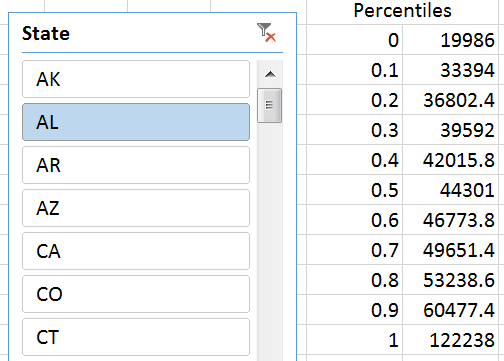 State
AK
AL
AR
AZ
CA
CO
CT
Percentiles
0 19986
0.1 33394
0.2 36802.4
0.3 39592
0.4 42015.8
0.5 44301
0.6 46773.8
0.7 49651.4
0.8 53238.6
0.9 60477.4
1 122238